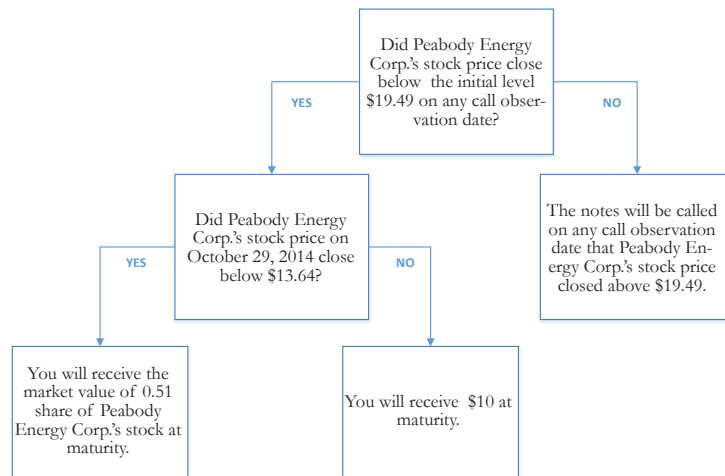 Did Peabody Energy
Corp.'s stock price close
below the initial level
$19.49 on any call obser-
vation date?
YES
NO
Did Peabody Energy
Corp.'s stock price on
October 29, 2014 close
below $13.64?
The notes will be called
on any call observation
date that Peabody En-
ergy Corp.'s stock price
closed above $19.49.
YES
NO
You will receive the
market value of 0.51
share of Peabody
Energy Corp.'s stock at
maturity.
You will receive $10 at
maturity.